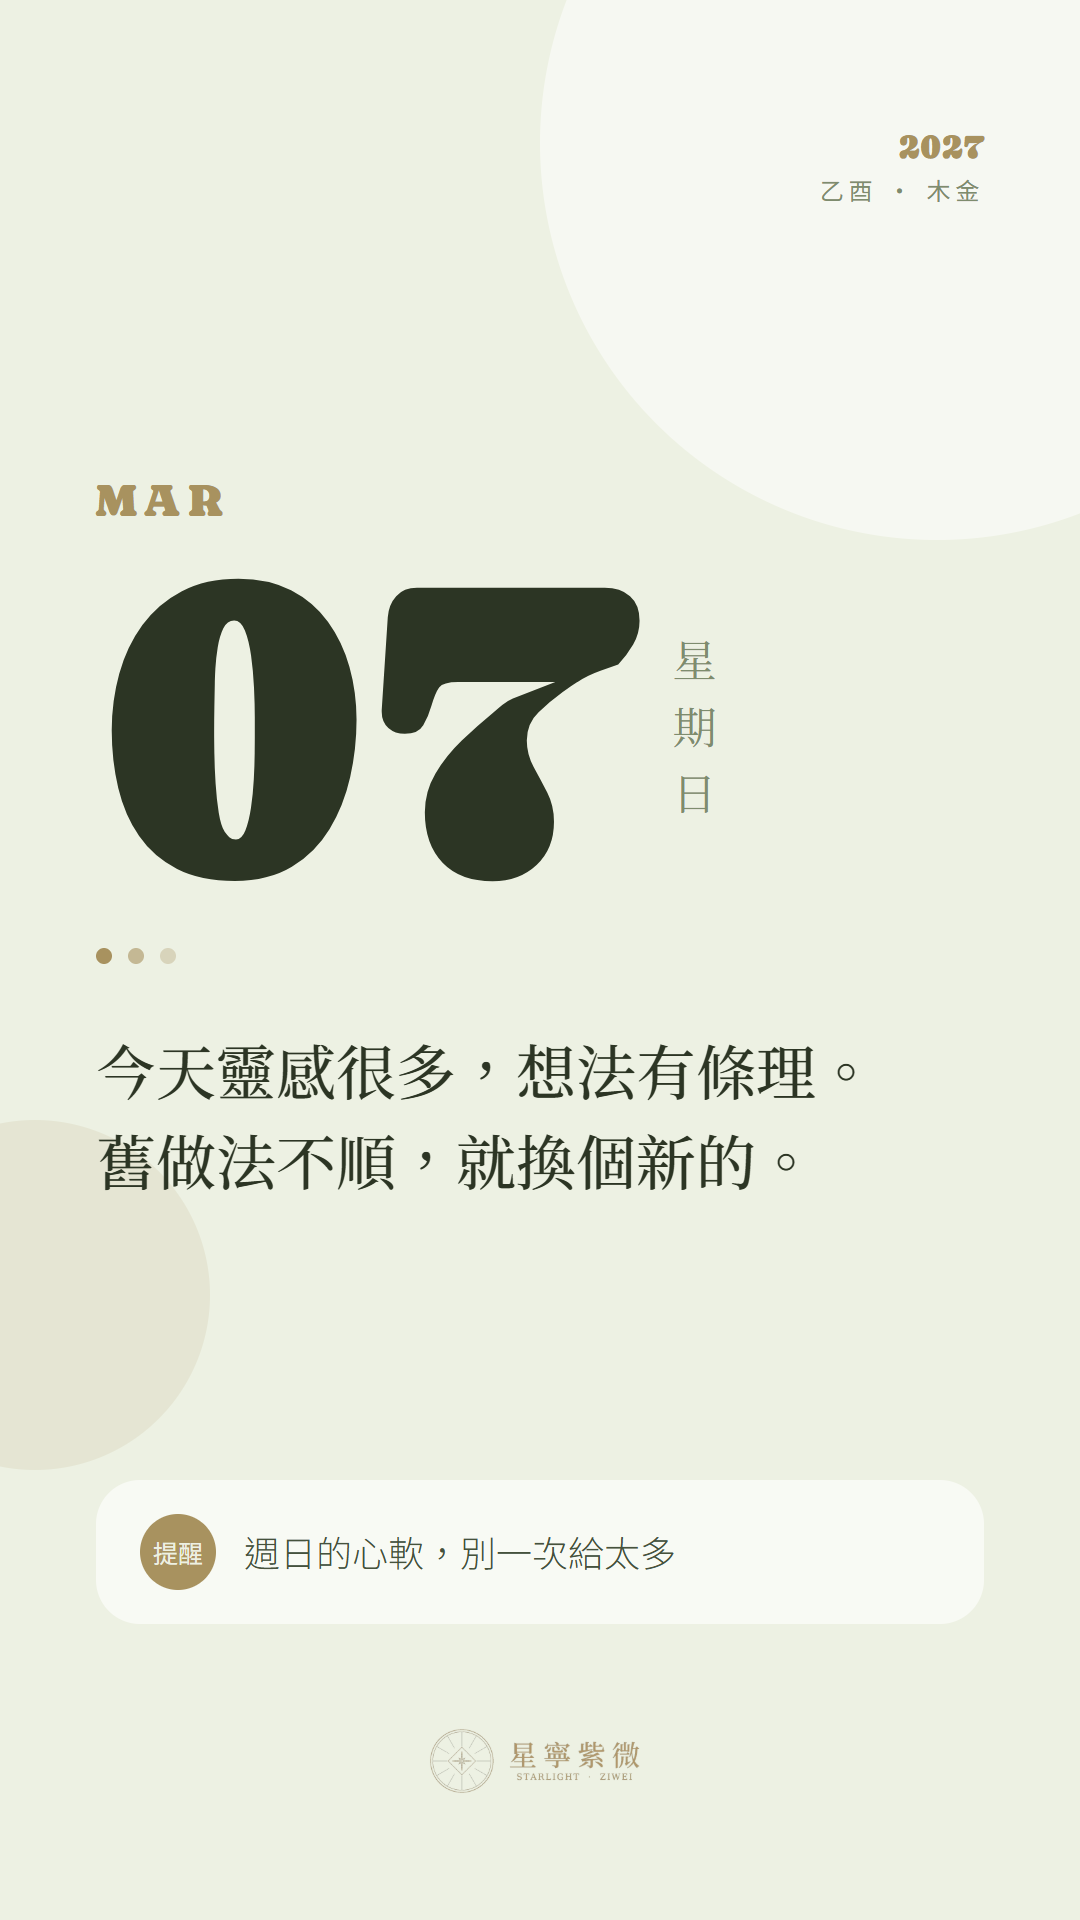 2027
乙酉 · 木金
MAR
07
星期日
今天靈感很多，想法有條理。
舊做法不順，就換個新的。
提醒 週日的心軟，別一次給太多
星寧紫微
STARLIGHT · ZIWEI